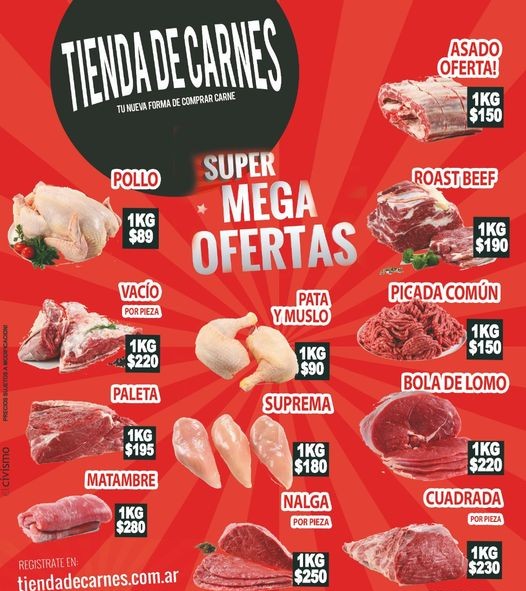 TIENDA DE CARNES
TU NUEVA FORMA DE COMPRAR CARNE
SUPER
MEGA
OFERTAS
ASADO
OFERTA!
1KG
$150
POLLO
1KG
$89
ROAST BEEF
1KG
$190
VACÍO
POR PIEZA
1KG
$220
PATA
Y MUSLO
1KG
$90
PICADA COMÚN
1KG
$150
PALETA
1KG
$195
SUPREMA
1KG
$180
BOLA DE LOMO
1KG
$220
MATAMBRE
1KG
$280
NALGA
POR PIEZA
1KG
$250
CUADRADA
POR PIEZA
1KG
$230
REGISTRATE EN:
tiendadecarnes.com.ar
PRECIOS SUJETOS A MODIFICACION!
el CIVISMO